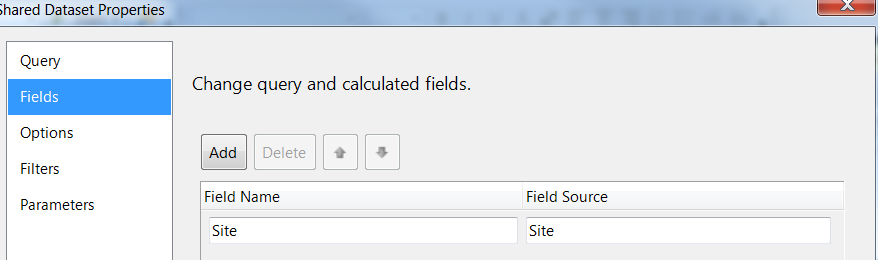 Shared Dataset Properties
Query
Fields
Options
Filters
Parameters
Change query and calculated fields.
Add Delete
Field Name Field Source
Site Site